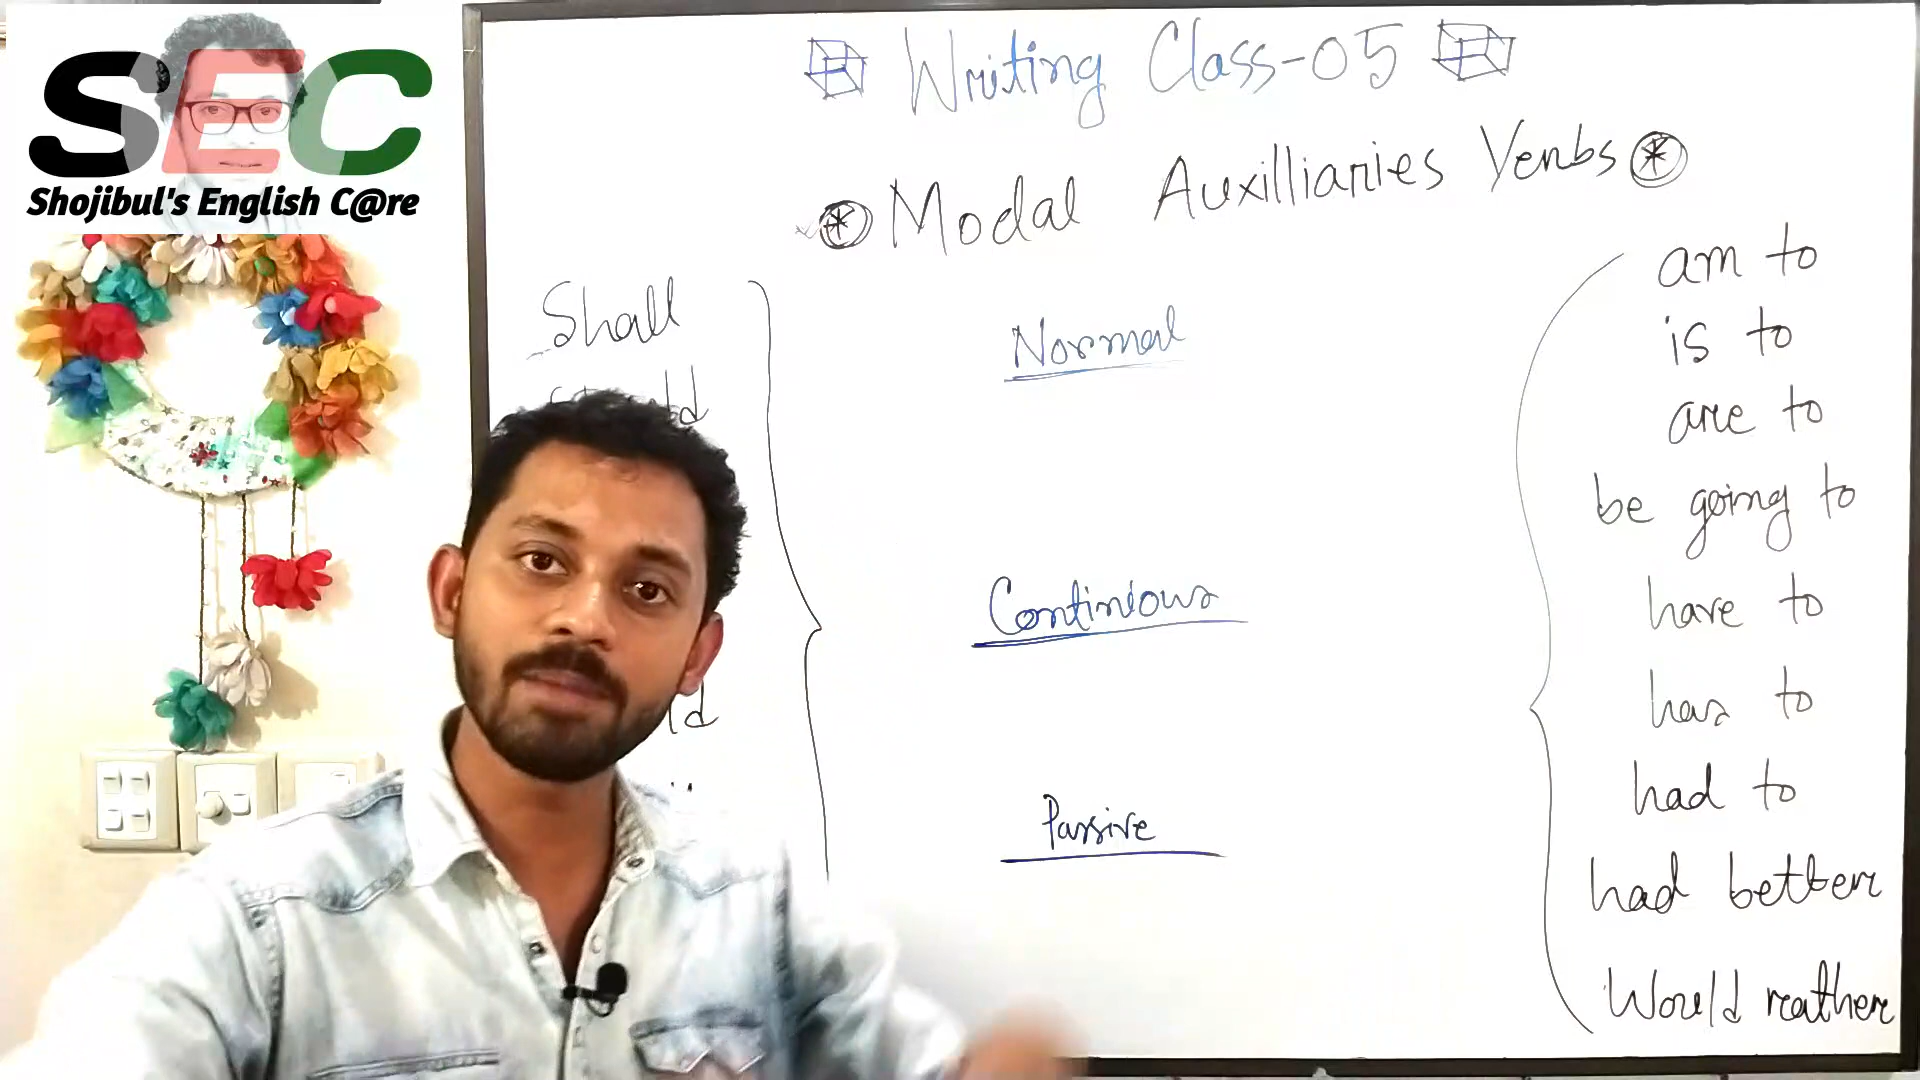 SEC
Shojibul's English C@re
Writing Class-05
Modal Auxilliaries Verbs
Shall
Normal
Continious
Passive
am to
is to
are to
be going to
have to
has to
had to
had better
Would reather